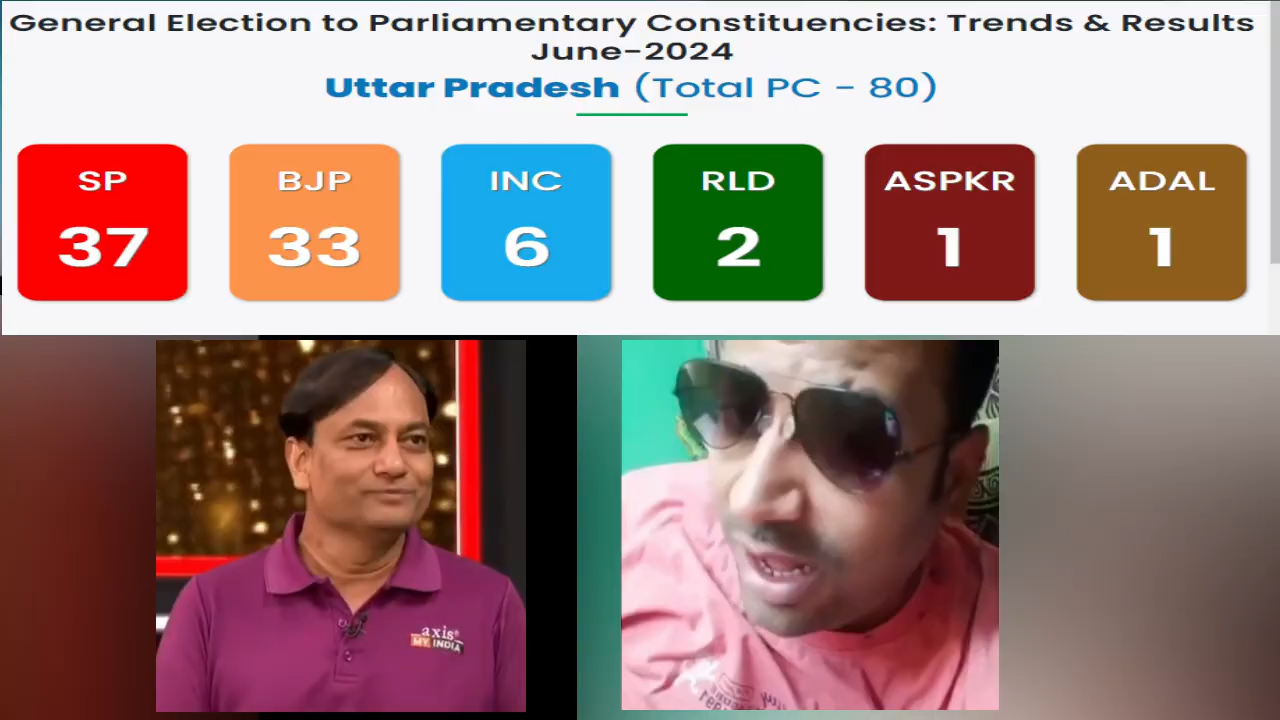 General Election to Parliamentary Constituencies: Trends & Results
June-2024
Uttar Pradesh (Total PC - 80)
SP BJP INC RLD ASPKR ADAL
37 33 6 2 1 1
axis
MY INDIA